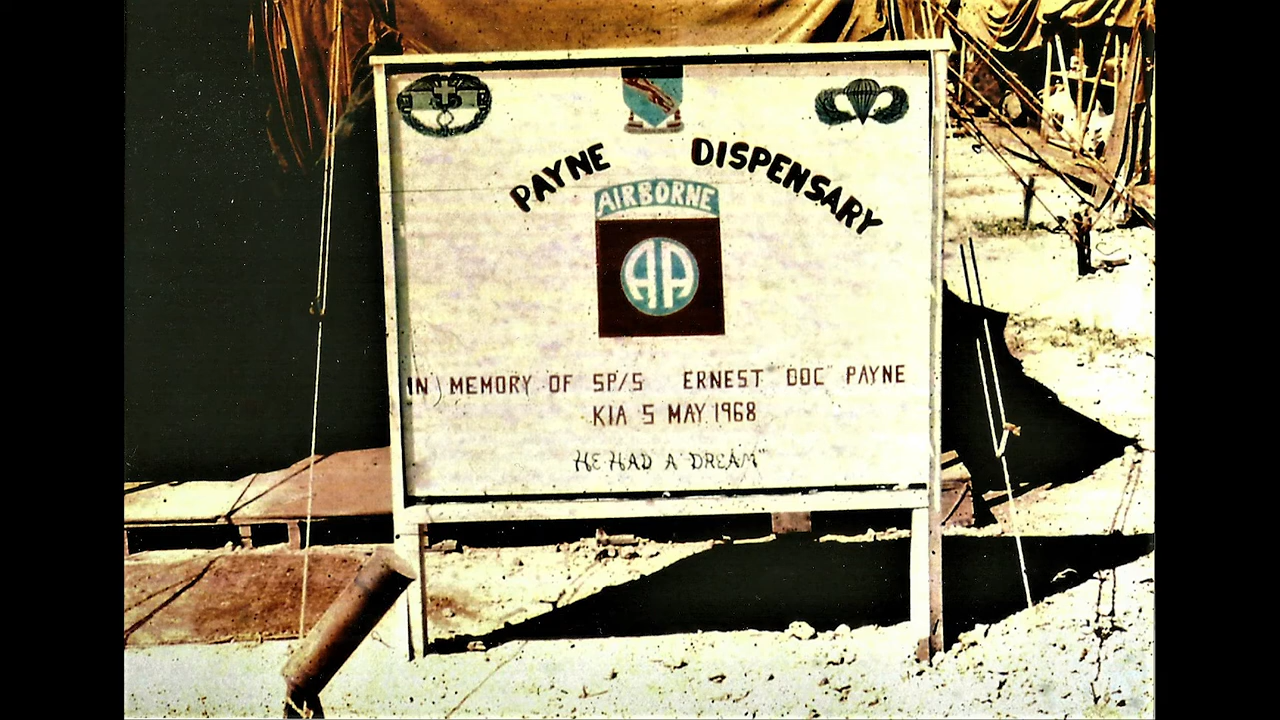 PAYNE DISPENSARY
AIRBORNE
AA
IN MEMORY OF SP/5 ERNEST "DOC" PAYNE
KIA 5 MAY 1968
"HE HAD A DREAM"